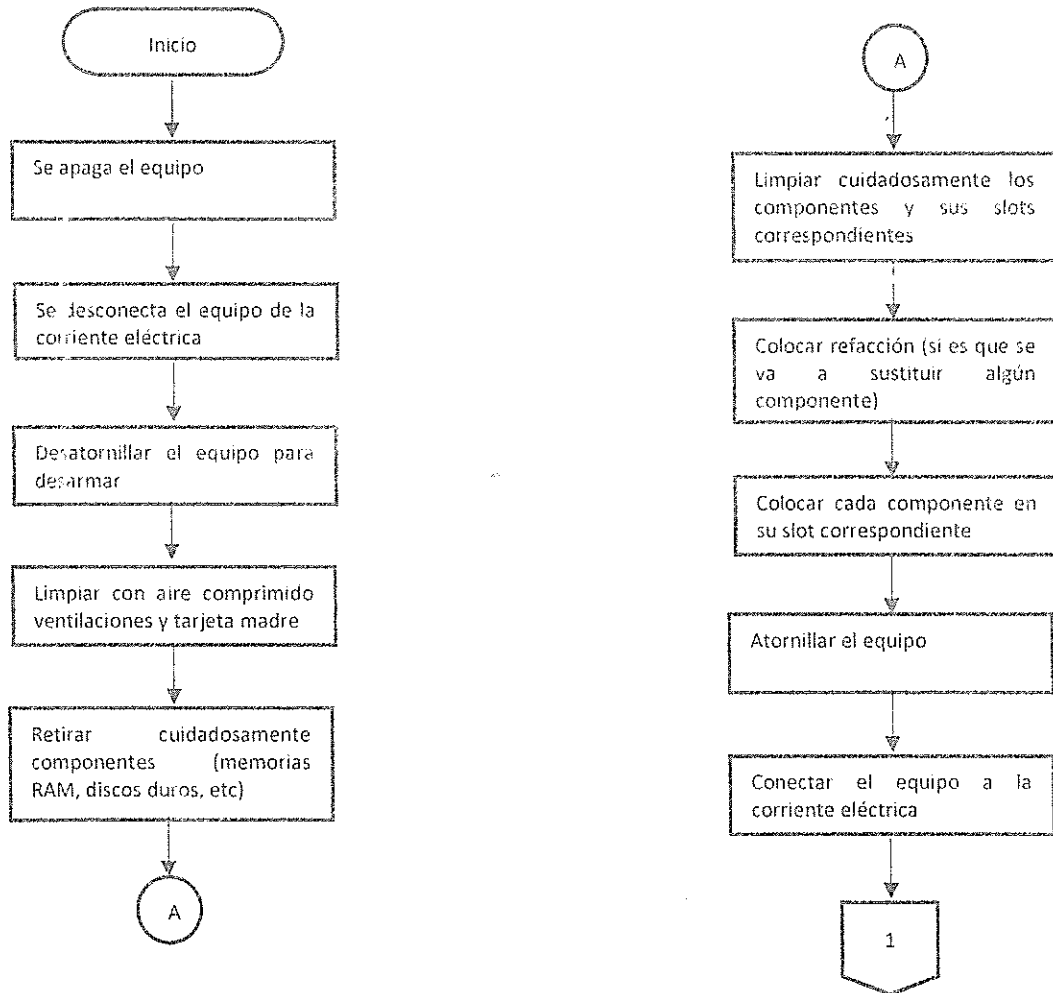 Inicio
Se apaga el equipo
Se desconecta el equipo de la
corriente eléctrica
Desatornillar el equipo para
desarmar
Limpiar con aire comprimido
ventilaciones y tarjeta madre
Retirar cuidadosamente
componentes (memorias
RAM, discos duros, etc)
A
A
Limpiar cuidadosamente los
componentes y sus slots
correspondientes
Colocar refacción (si es que se
va a sustituir algún
componente)
Colocar cada componente en
su slot correspondiente
Atornillar el equipo
Conectar el equipo a la
corriente eléctrica
1